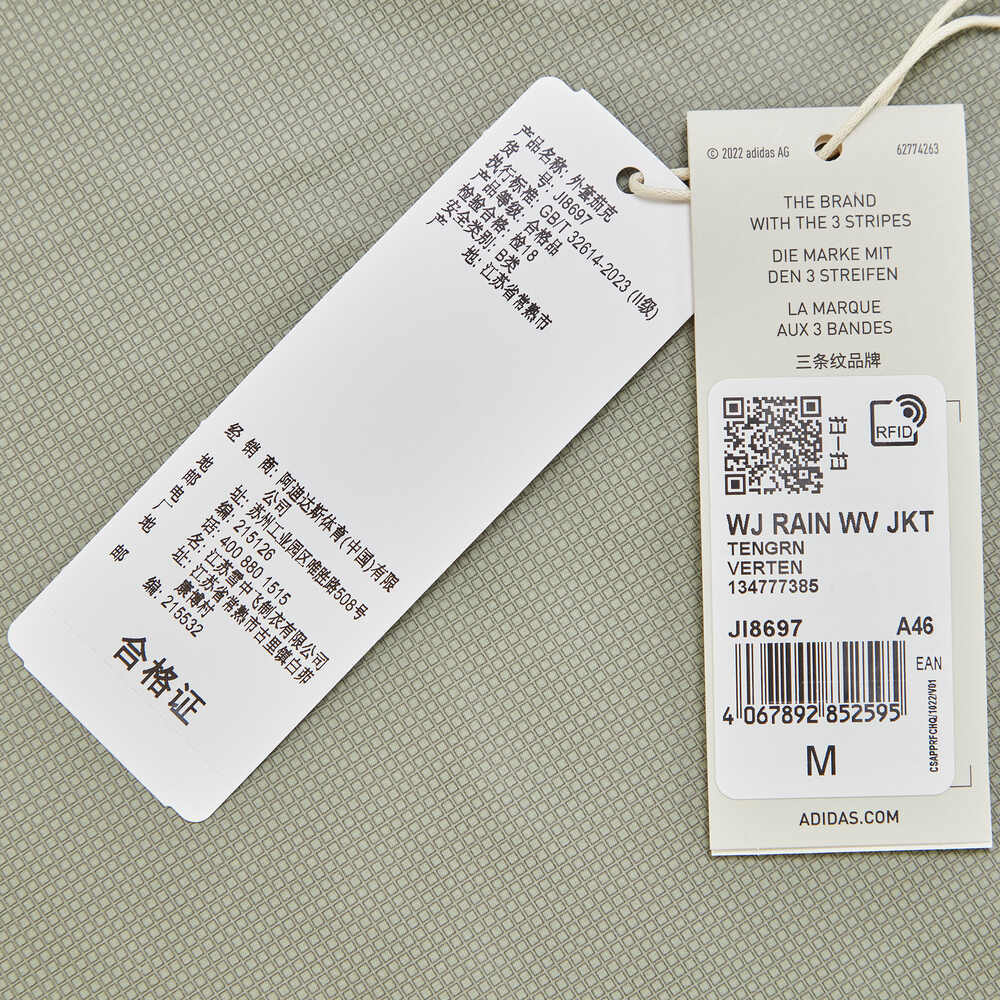 产品名称: 外套茄克
货 号: JI8697
执行标准: GB/T 32614-2023 (II级)
产品等级: 合格品
检验合格: 检18
安全类别: B类
产 地: 江苏省常熟市
经 销 商: 阿迪达斯体育(中国)有限
公司
地 址: 苏州工业园区锦胜路508号
邮 编: 215126
电 话: 400 880 1515
厂 名: 江苏雪中飞制衣有限公司
地 址: 江苏省常熟市古里镇白茆
康博村
邮 编: 215532
合格证
© 2022 adidas AG
62774263
THE BRAND
WITH THE 3 STRIPES
DIE MARKE MIT
DEN 3 STREIFEN
LA MARQUE
AUX 3 BANDES
三条纹品牌
扫一扫
RFID
WJ RAIN WV JKT
TENGRN
VERTEN
134777385
JI8697 A46
EAN
4 067892 852595
CSAPPRFCHQ/1022/V01
M
ADIDAS.COM